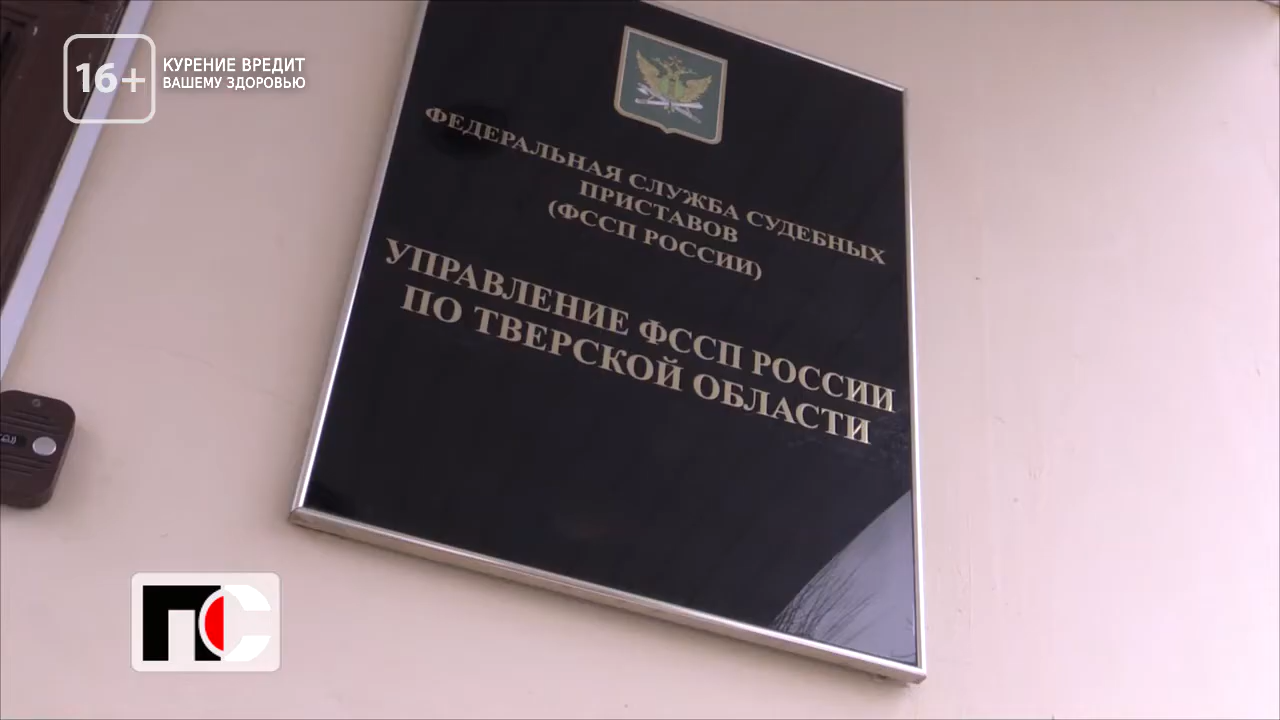 16+
КУРЕНИЕ ВРЕДИТ
ВАШЕМУ ЗДОРОВЬЮ
ФЕДЕРАЛЬНАЯ СЛУЖБА СУДЕБНЫХ
ПРИСТАВОВ
(ФССП РОССИИ)
УПРАВЛЕНИЕ ФССП РОССИИ
ПО ТВЕРСКОЙ ОБЛАСТИ
ПС